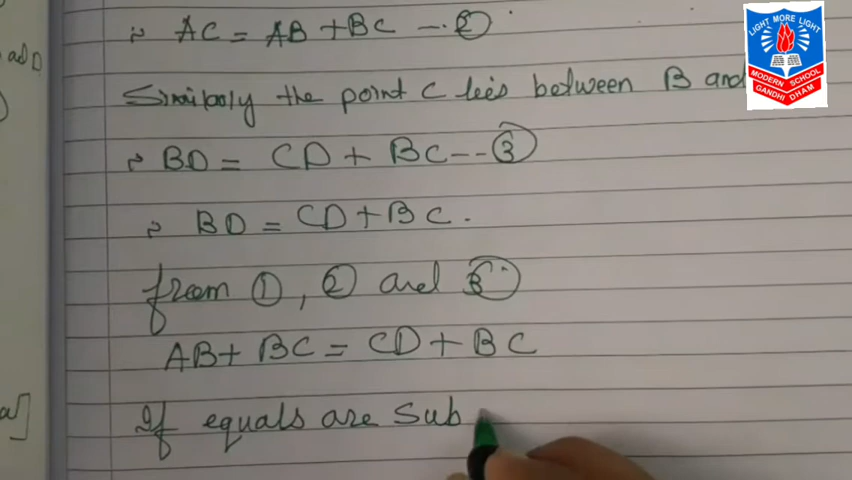 ∴ AC = AB + BC --- ②
Similarly the point C lies between B and
∴ BD = CD + BC --- ③
∴ BD = CD + BC.
from ①, ② and ③
AB + BC = CD + BC
If equals are Sub
LIGHT MORE LIGHT
MODERN SCHOOL
GANDHI DHAM